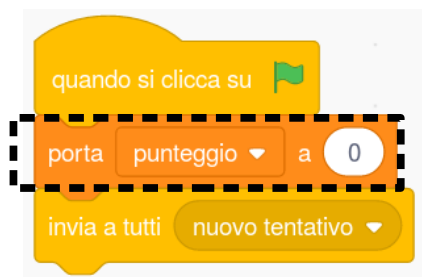 quando si clicca su
porta punteggio a 0
invia a tutti nuovo tentativo